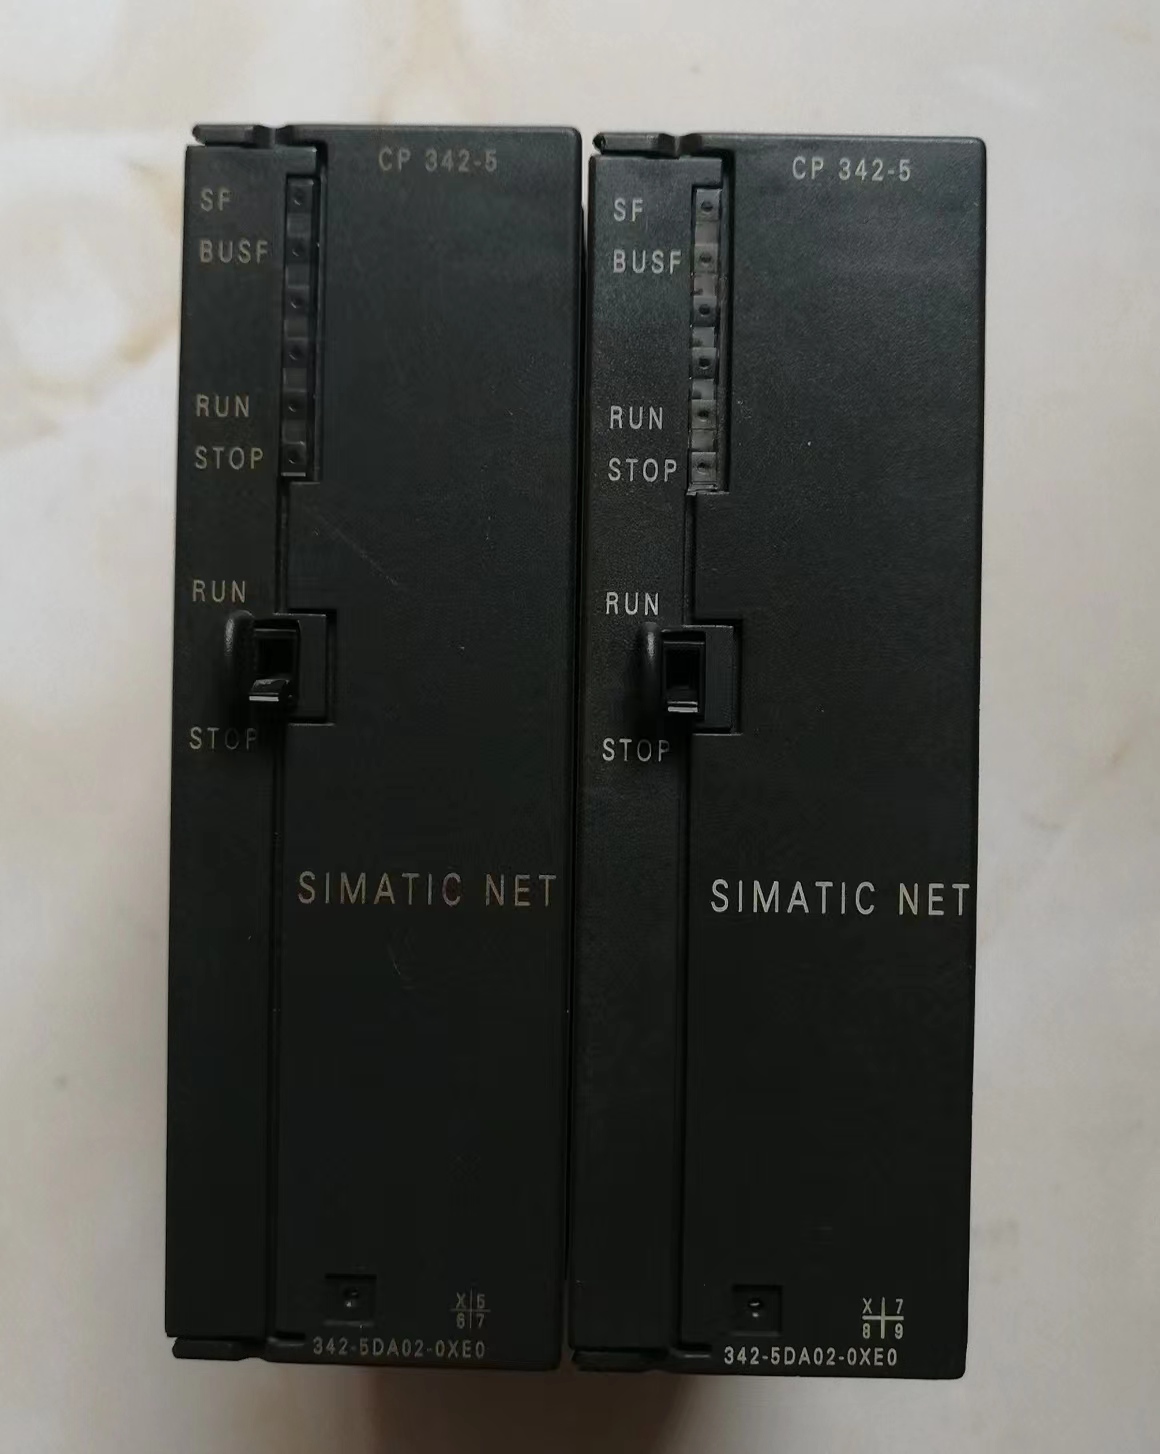 CP 342-5
SF
BUSF
RUN
STOP
RUN
STOP
SIMATIC NET
X 5
6 7
342-5DA02-0XE0
CP 342-5
SF
BUSF
RUN
STOP
RUN
STOP
SIMATIC NET
X 7
8 9
342-5DA02-0XE0